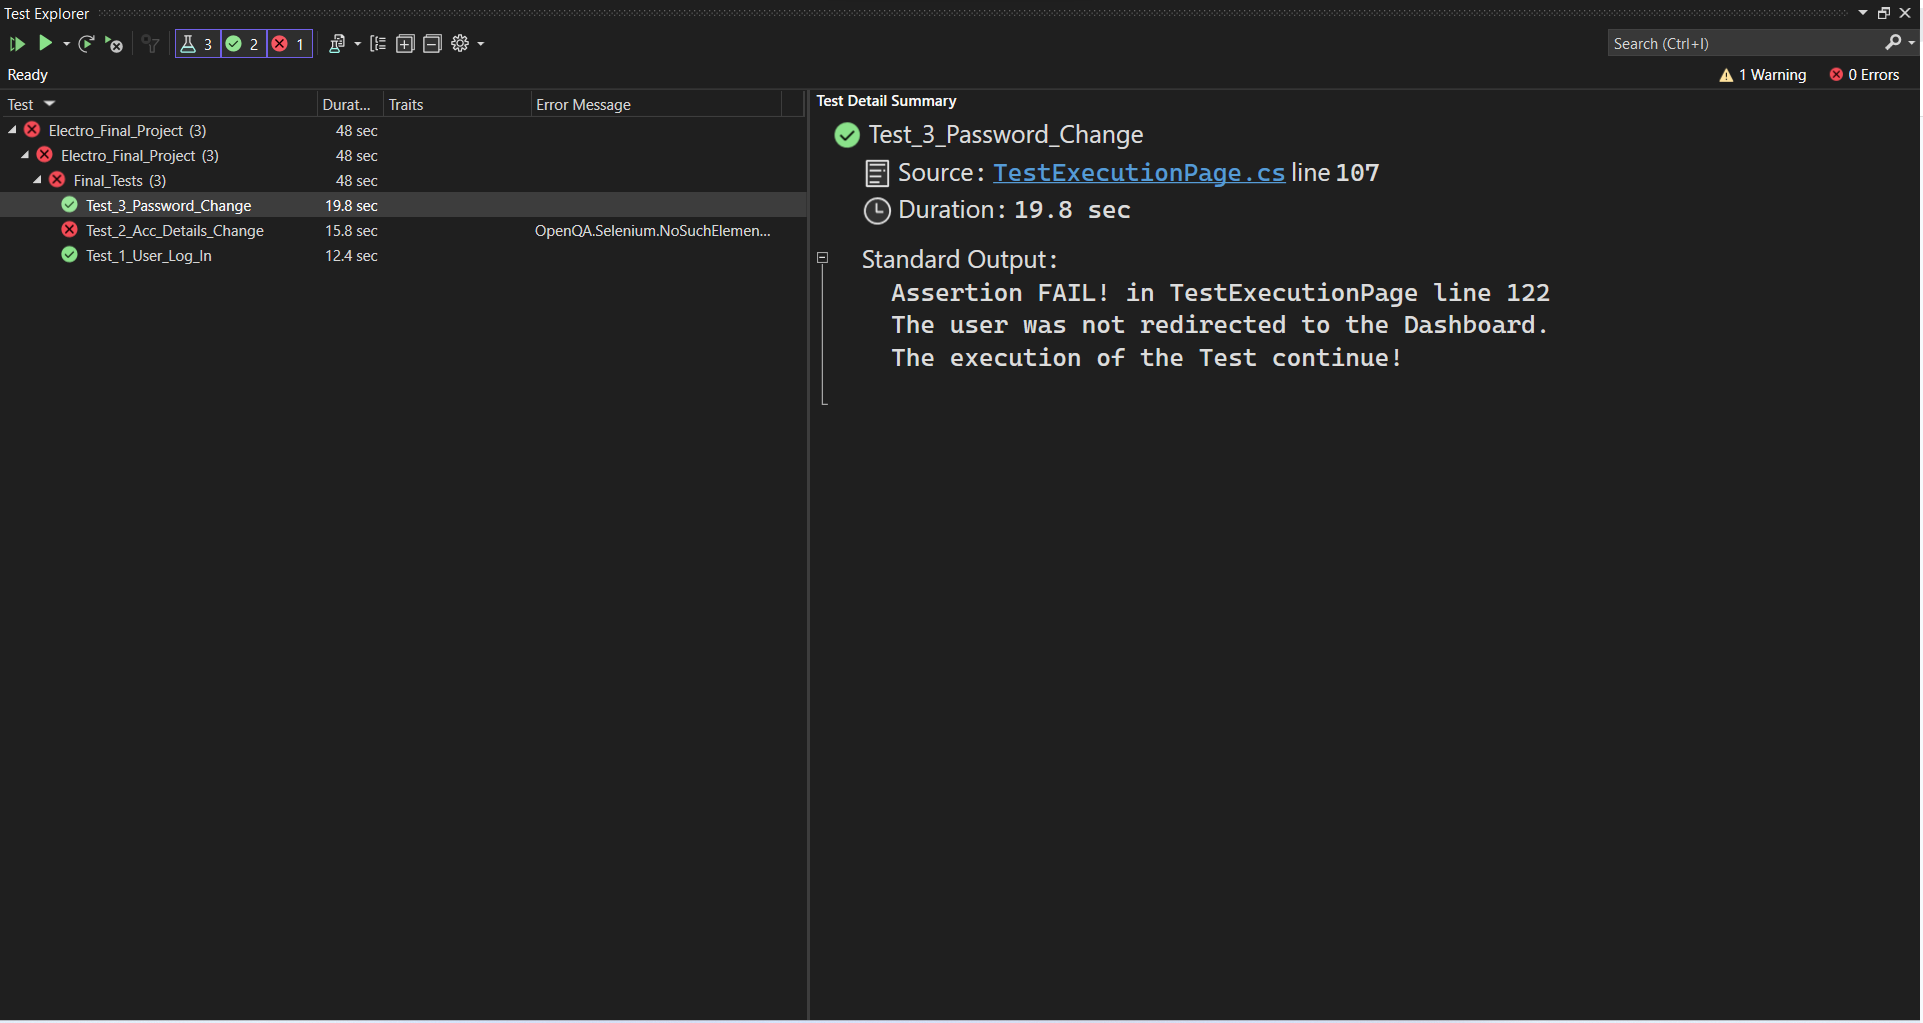 Test Explorer
3 2 1
Search (Ctrl+I)
Ready
1 Warning 0 Errors
Test Durat... Traits Error Message
Electro_Final_Project (3) 48 sec
Electro_Final_Project (3) 48 sec
Final_Tests (3) 48 sec
Test_3_Password_Change 19.8 sec
Test_2_Acc_Details_Change 15.8 sec OpenQA.Selenium.NoSuchElemen...
Test_1_User_Log_In 12.4 sec
Test Detail Summary
Test_3_Password_Change
Source: TestExecutionPage.cs line 107
Duration: 19.8 sec
Standard Output:
Assertion FAIL! in TestExecutionPage line 122
The user was not redirected to the Dashboard.
The execution of the Test continue!